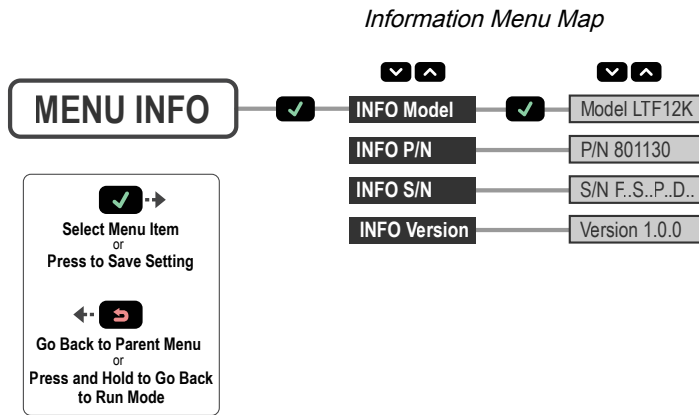 Information Menu Map
MENU INFO
INFO Model
Model LTF12K
INFO P/N
P/N 801130
INFO S/N
S/N F..S..P..D..
INFO Version
Version 1.0.0
Select Menu Item
or
Press to Save Setting
Go Back to Parent Menu
or
Press and Hold to Go Back
to Run Mode